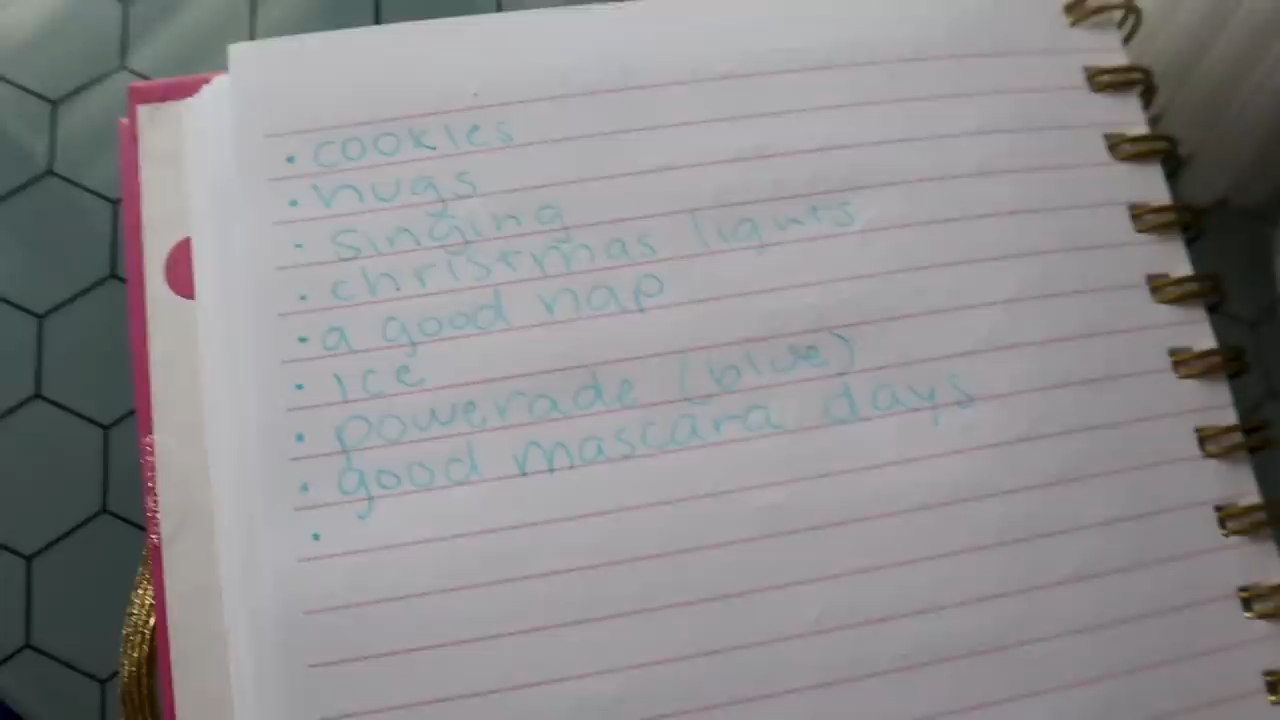 • cookies
• hugs
• singing
• christmas lights
• a good nap
• ice
• powerade (blue)
• good mascara days
•